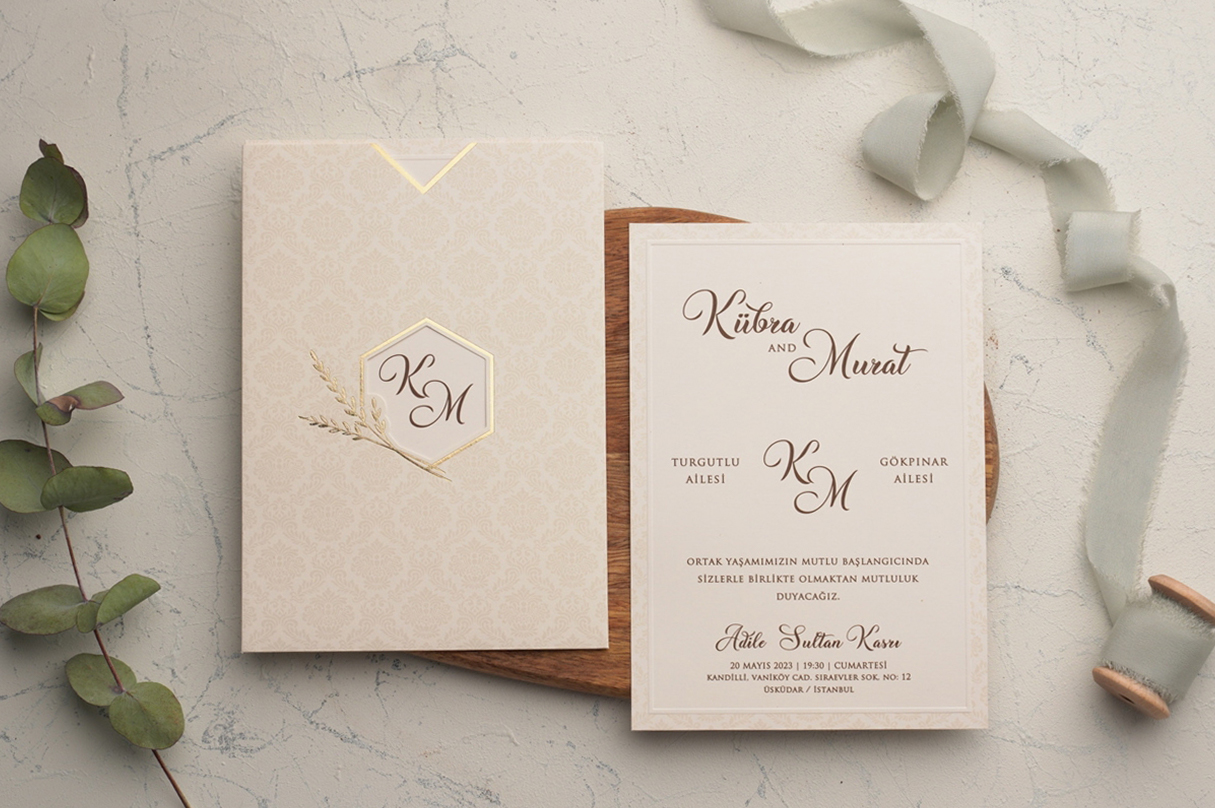 K
M
Kübra
AND Murat
TURGUTLU
AİLESİ
K
M
GÖKPINAR
AİLESİ
ORTAK YAŞAMIMIZIN MUTLU BAŞLANGICINDA
SİZLERLE BİRLİKTE OLMAKTAN MUTLULUK
DUYACAĞIZ.
Adile Sultan Kasrı
20 MAYIS 2023 | 19:30 | CUMARTESİ
KANDİLLİ, VANİKÖY CAD. SIRAEVLER SOK. NO: 12
ÜSKÜDAR / İSTANBUL